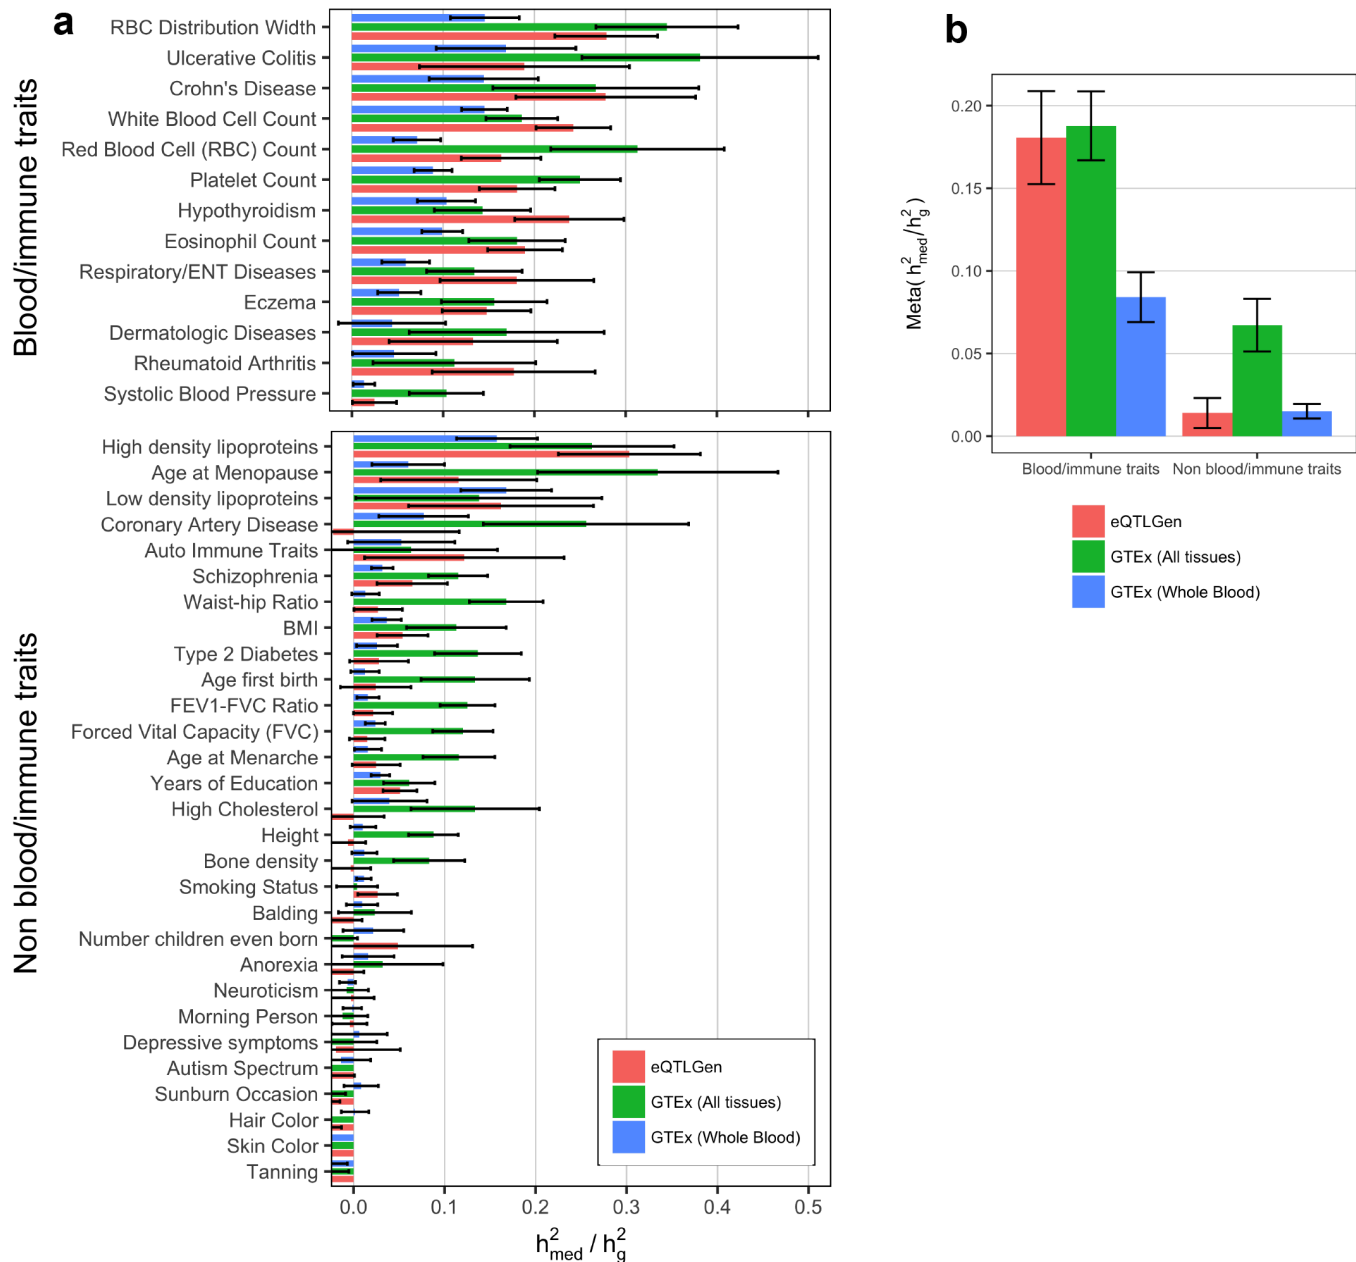 a
Blood/immune traits
RBC Distribution Width
Ulcerative Colitis
Crohn's Disease
White Blood Cell Count
Red Blood Cell (RBC) Count
Platelet Count
Hypothyroidism
Eosinophil Count
Respiratory/ENT Diseases
Eczema
Dermatologic Diseases
Rheumatoid Arthritis
Systolic Blood Pressure
Non blood/immune traits
High density lipoproteins
Age at Menopause
Low density lipoproteins
Coronary Artery Disease
Auto Immune Traits
Schizophrenia
Waist-hip Ratio
BMI
Type 2 Diabetes
Age first birth
FEV1-FVC Ratio
Forced Vital Capacity (FVC)
Age at Menarche
Years of Education
High Cholesterol
Height
Bone density
Smoking Status
Balding
Number children even born
Anorexia
Neuroticism
Morning Person
Depressive symptoms
Autism Spectrum
Sunburn Occasion
Hair Color
Skin Color
Tanning
eQTLGen
GTEx (All tissues)
GTEx (Whole Blood)
0.0 0.1 0.2 0.3 0.4 0.5
h²med / h²g
b
Meta( h²med / h²g )
0.20
0.15
0.10
0.05
0.00
Blood/immune traits Non blood/immune traits
eQTLGen
GTEx (All tissues)
GTEx (Whole Blood)